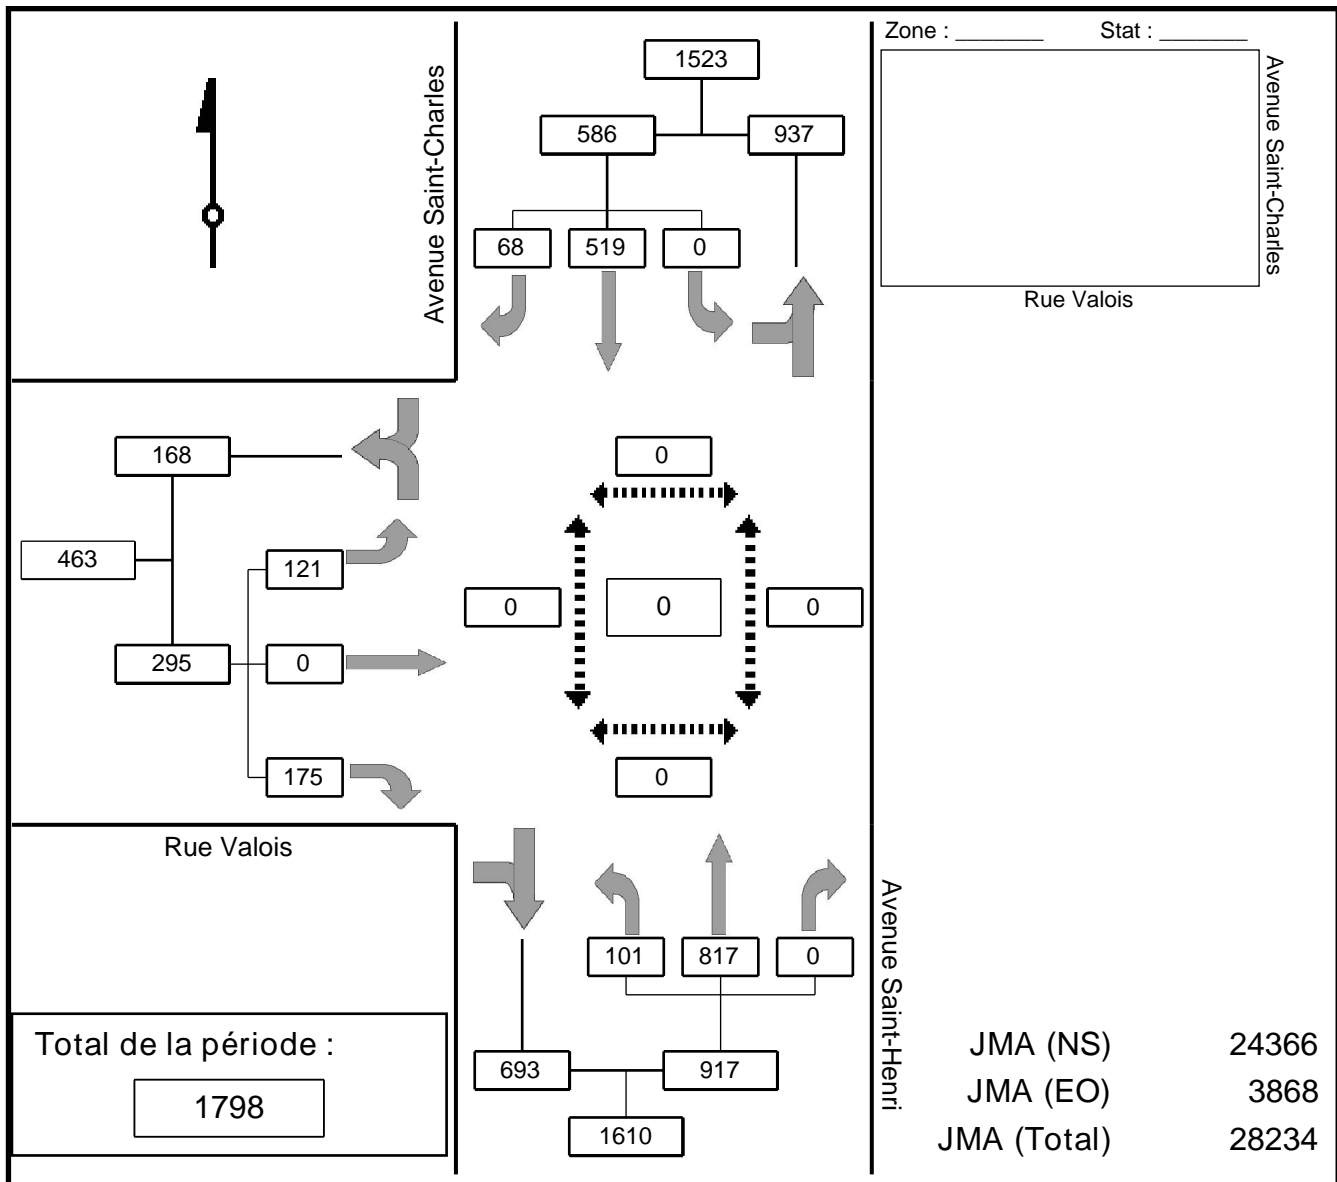 Zone : _______ Stat : _______
Avenue Saint-Charles
Rue Valois
Avenue Saint-Charles
1523
586 937
68 519 0
168
463
121
295 0
175
0
0 0 0
0
Rue Valois
101 817 0
693 917
1610
Avenue Saint-Henri
Total de la période :
1798
JMA (NS) 24366
JMA (EO) 3868
JMA (Total) 28234